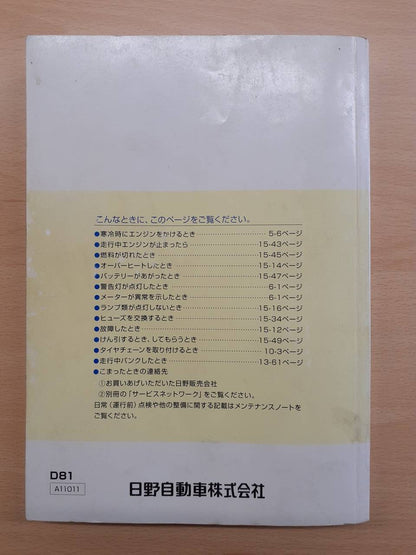 こんなときに、このページをご覧ください。
●寒冷時にエンジンをかけるとき………………5-6ページ
●走行中エンジンが止まったら………………15-43ページ
●燃料が切れたとき………………15-45ページ
●オーバーヒートしたとき………………15-14ページ
●バッテリーがあがったとき………………15-47ページ
●警告灯が点灯したとき………………6-1ページ
●メーターが異常を示したとき………………6-1ページ
●ランプ類が点灯しないとき………………15-16ページ
●ヒューズを交換するとき………………15-34ページ
●故障したとき………………15-12ページ
●けん引するとき、してもらうとき………………15-49ページ
●タイヤチェーンを取り付けるとき………………10-3ページ
●走行中パンクしたとき………………13-61ページ
●こまったときの連絡先
①お買いあげいただいた日野販売会社
②別冊の「サービスネットワーク」をご覧ください。
日常（運行前）点検や他の整備に関する記載はメンテナンスノートを
ご覧ください。
D81
A11011
日野自動車株式会社